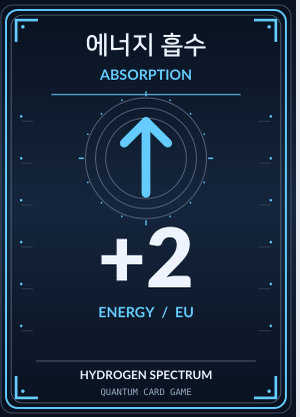 에너지 흡수
ABSORPTION
+2
ENERGY / EU
HYDROGEN SPECTRUM
QUANTUM CARD GAME